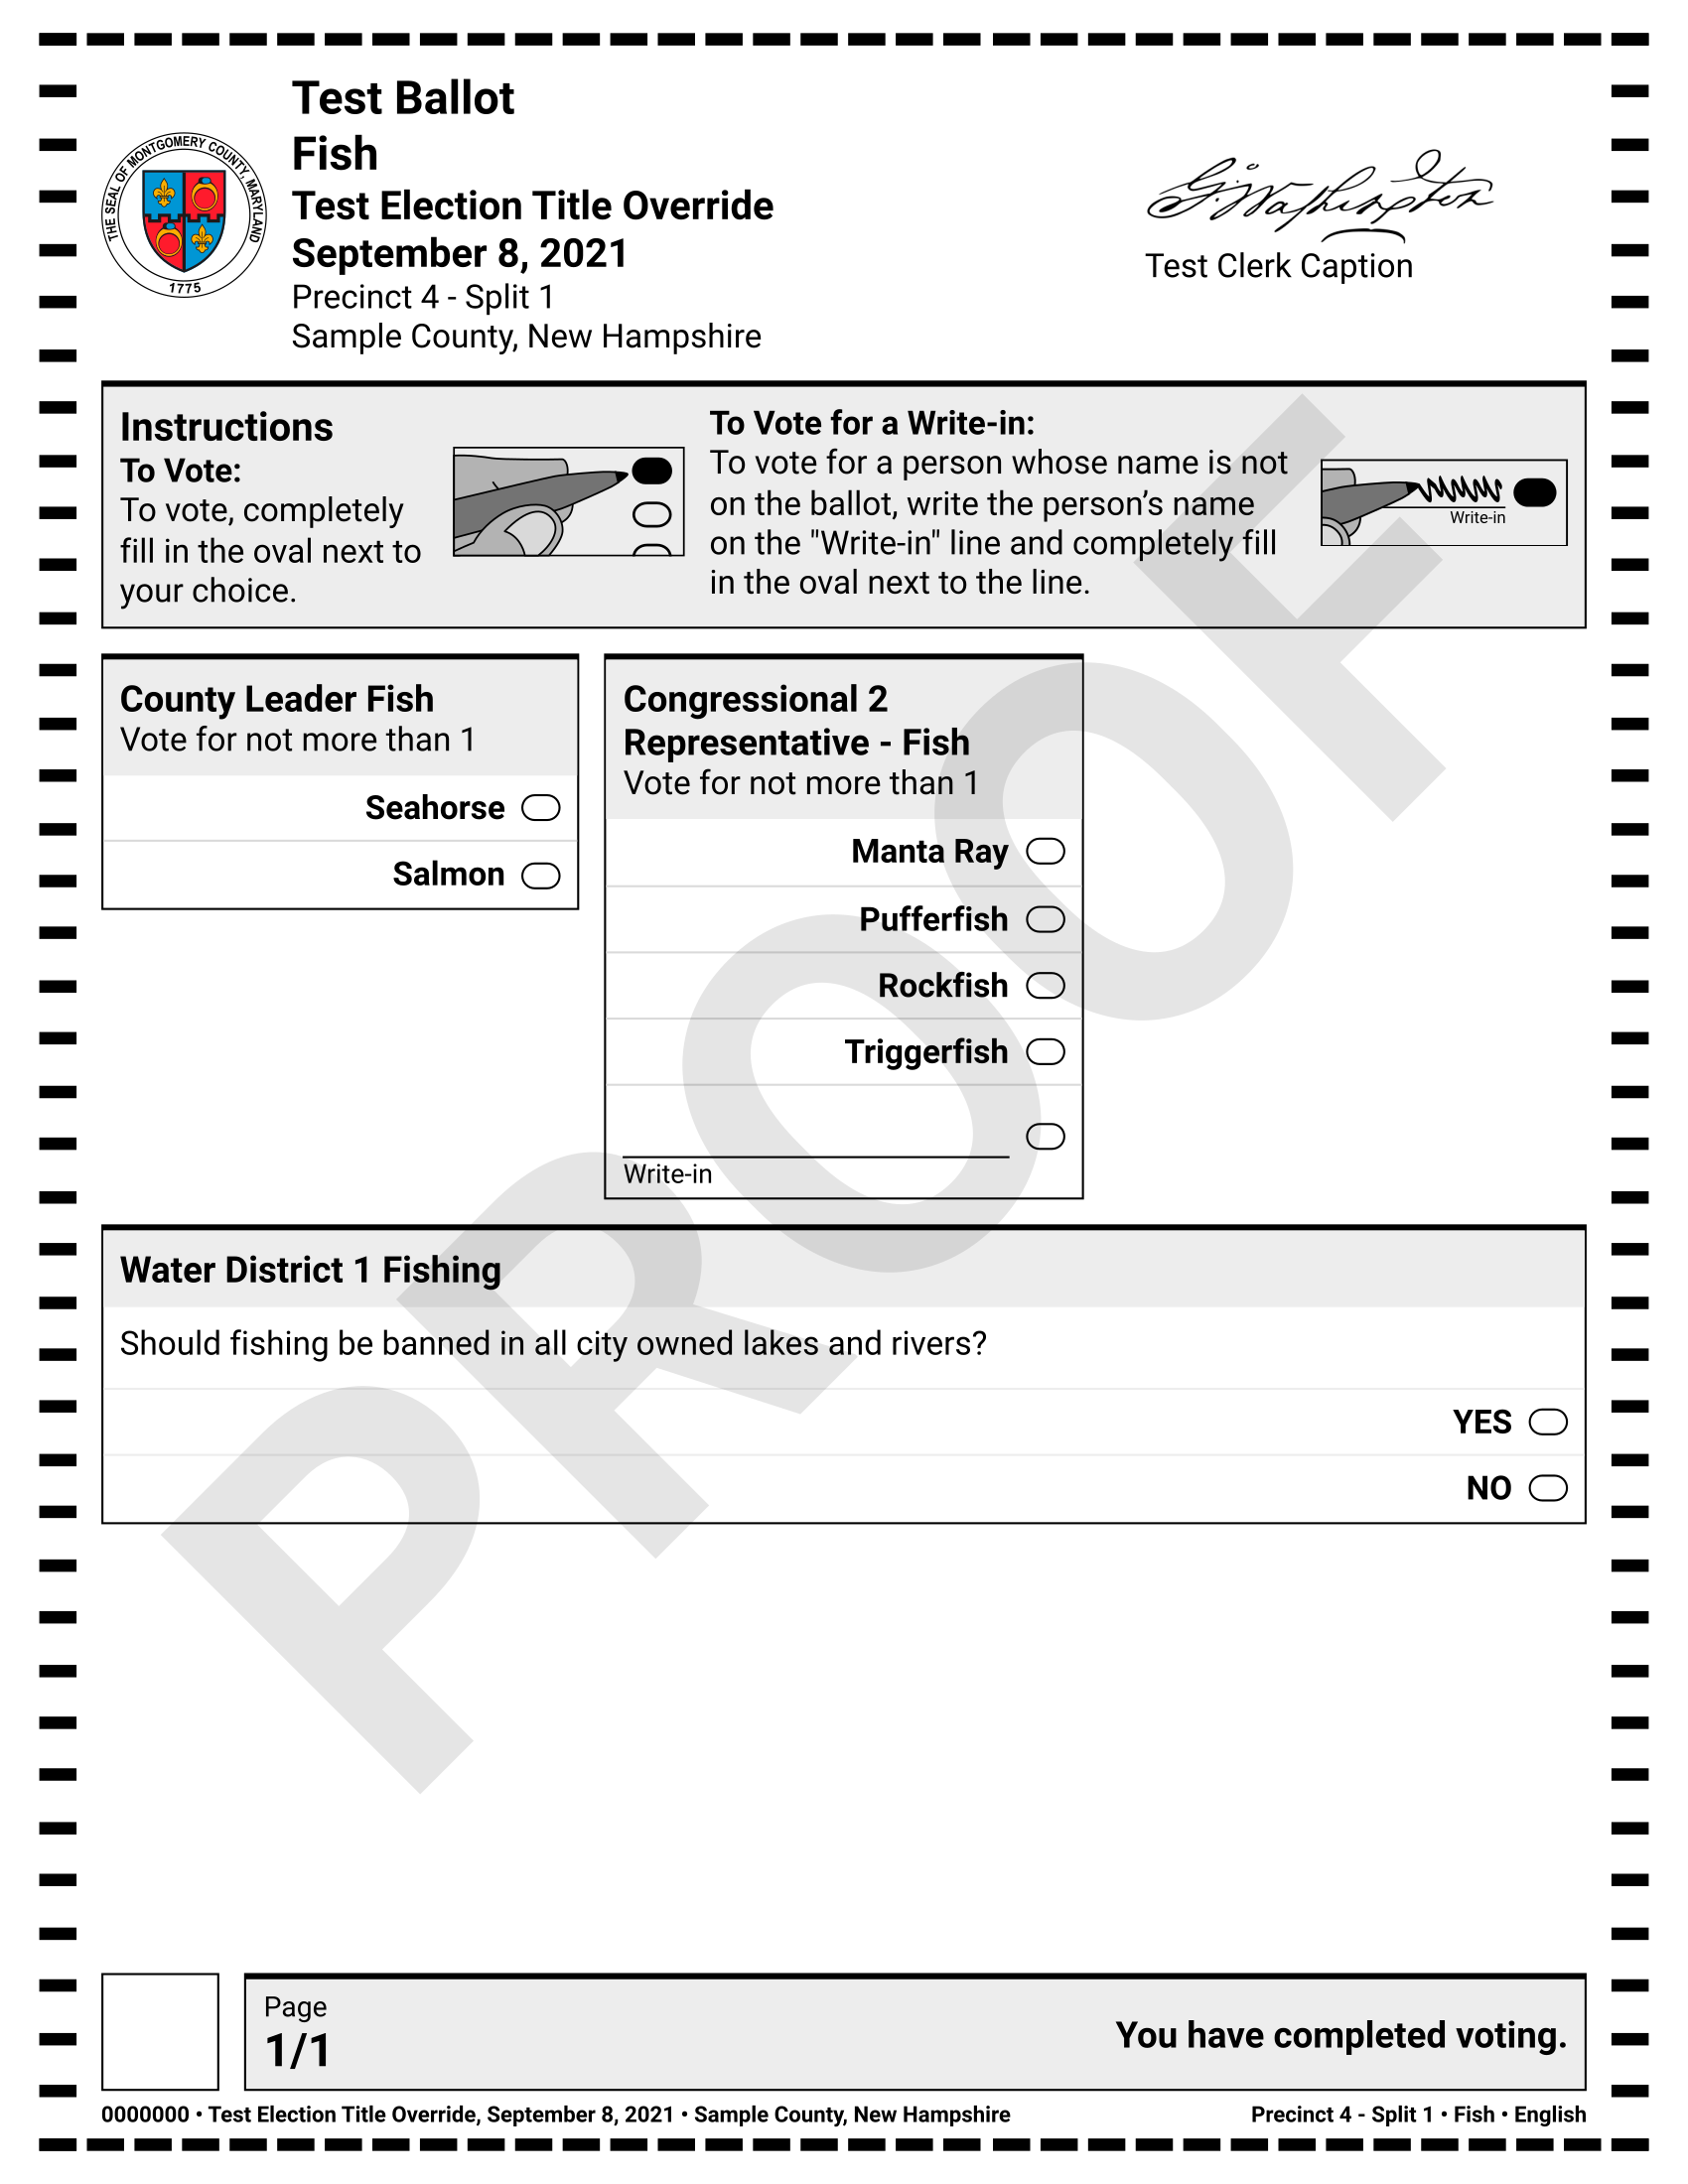 Test Ballot
Fish
Test Election Title Override
September 8, 2021
Precinct 4 - Split 1
Sample County, New Hampshire
THE SEAL OF MONTGOMERY COUNTY, MARYLAND
1775
G. Washington
Test Clerk Caption
Instructions
To Vote:
To vote, completely
fill in the oval next to
your choice.
To Vote for a Write-in:
To vote for a person whose name is not
on the ballot, write the person’s name
on the "Write-in" line and completely fill
in the oval next to the line.
Write-in
County Leader Fish
Vote for not more than 1
Seahorse
Salmon
Congressional 2
Representative - Fish
Vote for not more than 1
Manta Ray
Pufferfish
Rockfish
Triggerfish
Write-in
Water District 1 Fishing
Should fishing be banned in all city owned lakes and rivers?
YES
NO
PROOF
Page
1/1
You have completed voting.
0000000 • Test Election Title Override, September 8, 2021 • Sample County, New Hampshire
Precinct 4 - Split 1 • Fish • English